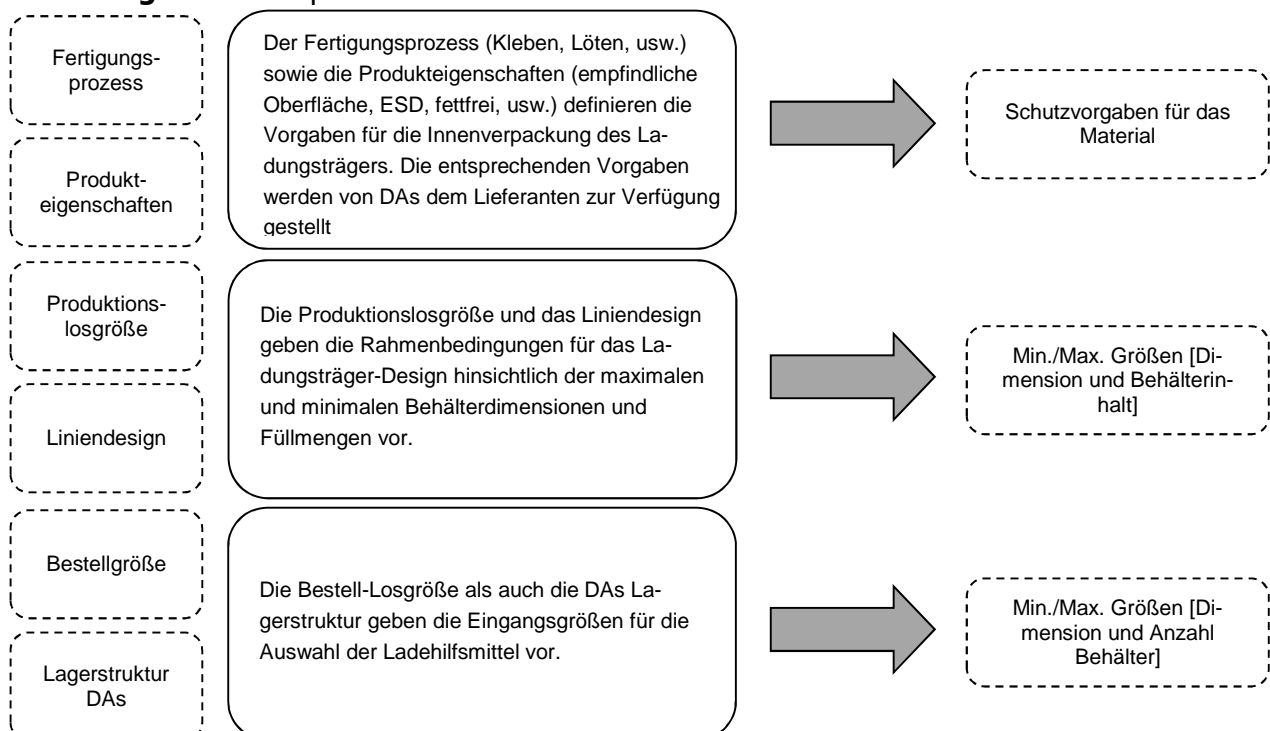 Fertigungs-
prozess
Der Fertigungsprozess (Kleben, Löten, usw.)
sowie die Produkteigenschaften (empfindliche
Oberfläche, ESD, fettfrei, usw.) definieren die
Vorgaben für die Innenverpackung des La-
dungsträgers. Die entsprechenden Vorgaben
werden von DAs dem Lieferanten zur Verfügung
gestellt
Schutzvorgaben für das
Material
Produkt-
eigenschaften
Produktions-
losgröße
Die Produktionslosgröße und das Liniendesign
geben die Rahmenbedingungen für das La-
dungsträger-Design hinsichtlich der maximalen
und minimalen Behälterdimensionen und
Füllmengen vor.
Min./Max. Größen [Di-
mension und Behälterin-
halt]
Liniendesign
Bestellgröße
Die Bestell-Losgröße als auch die DAs La-
gerstruktur geben die Eingangsgrößen für die
Auswahl der Ladehilfsmittel vor.
Min./Max. Größen [Di-
mension und Anzahl
Behälter]
Lagerstruktur
DAs